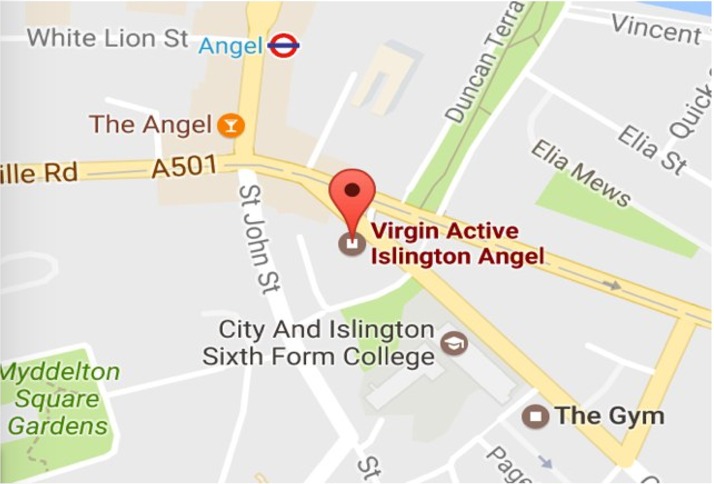 White Lion St
Angel
Vincent
Duncan Terra
Quick s
The Angel
Elia St
Elia Mews
ille Rd
A501
St John St
Virgin Active
Islington Angel
City And Islington
Sixth Form College
Myddelton
Square
Gardens
The Gym
St
Page